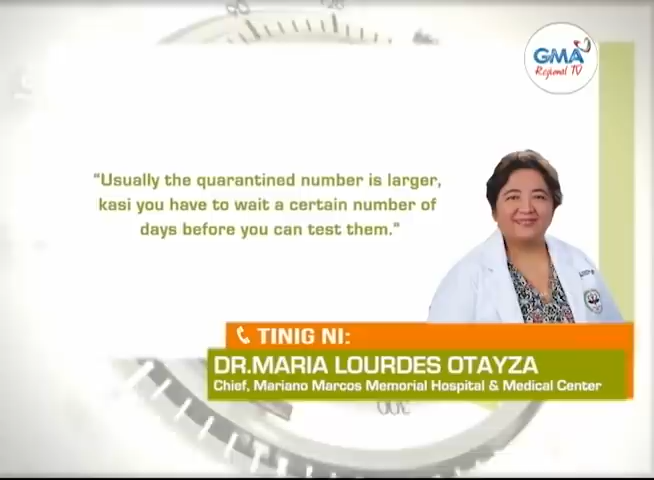 GMA
Regional TV
"Usually the quarantined number is larger,
kasi you have to wait a certain number of
days before you can test them."
TINIG NI:
DR.MARIA LOURDES OTAYZA
Chief, Mariano Marcos Memorial Hospital & Medical Center